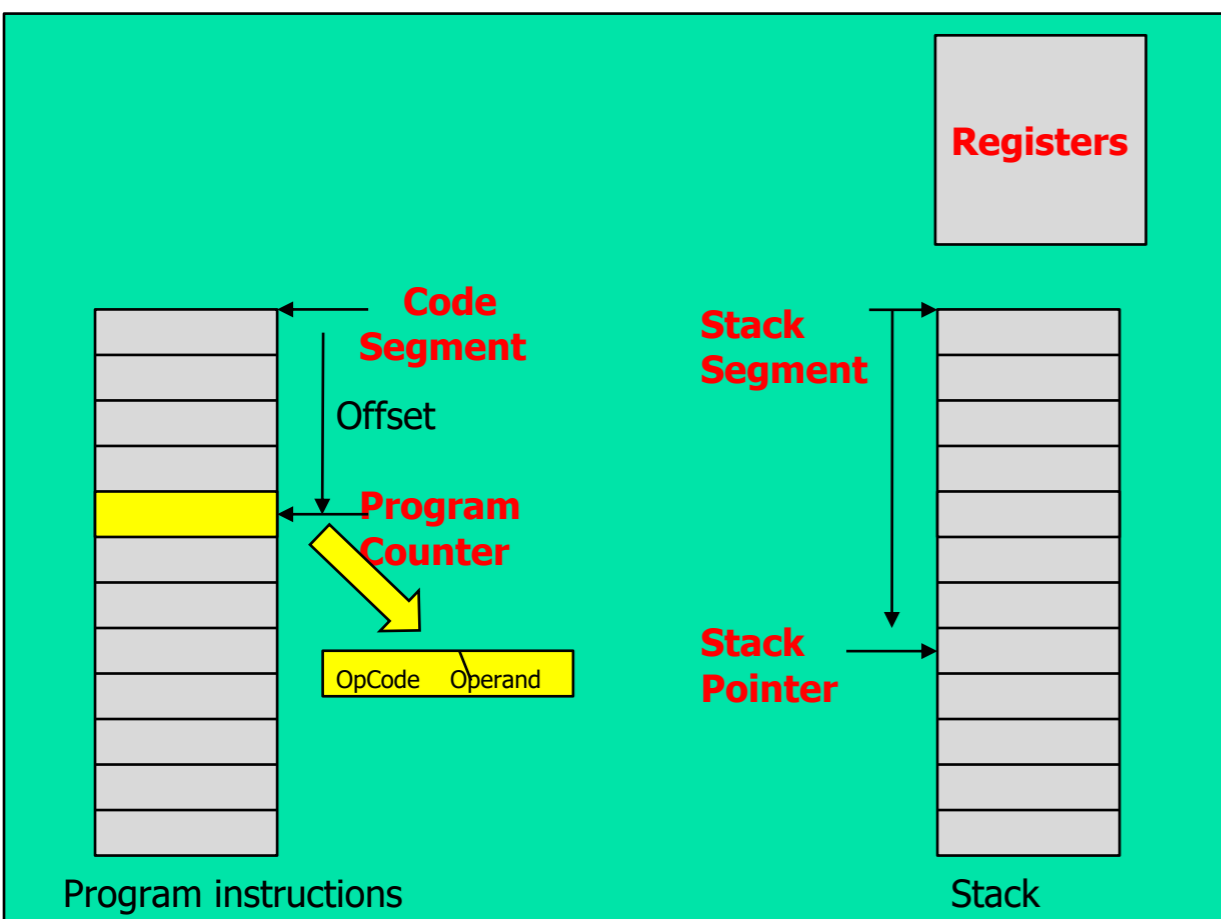 Registers
Code
Segment
Stack
Segment
Offset
Program
Counter
Stack
Pointer
OpCode Operand
Program instructions
Stack